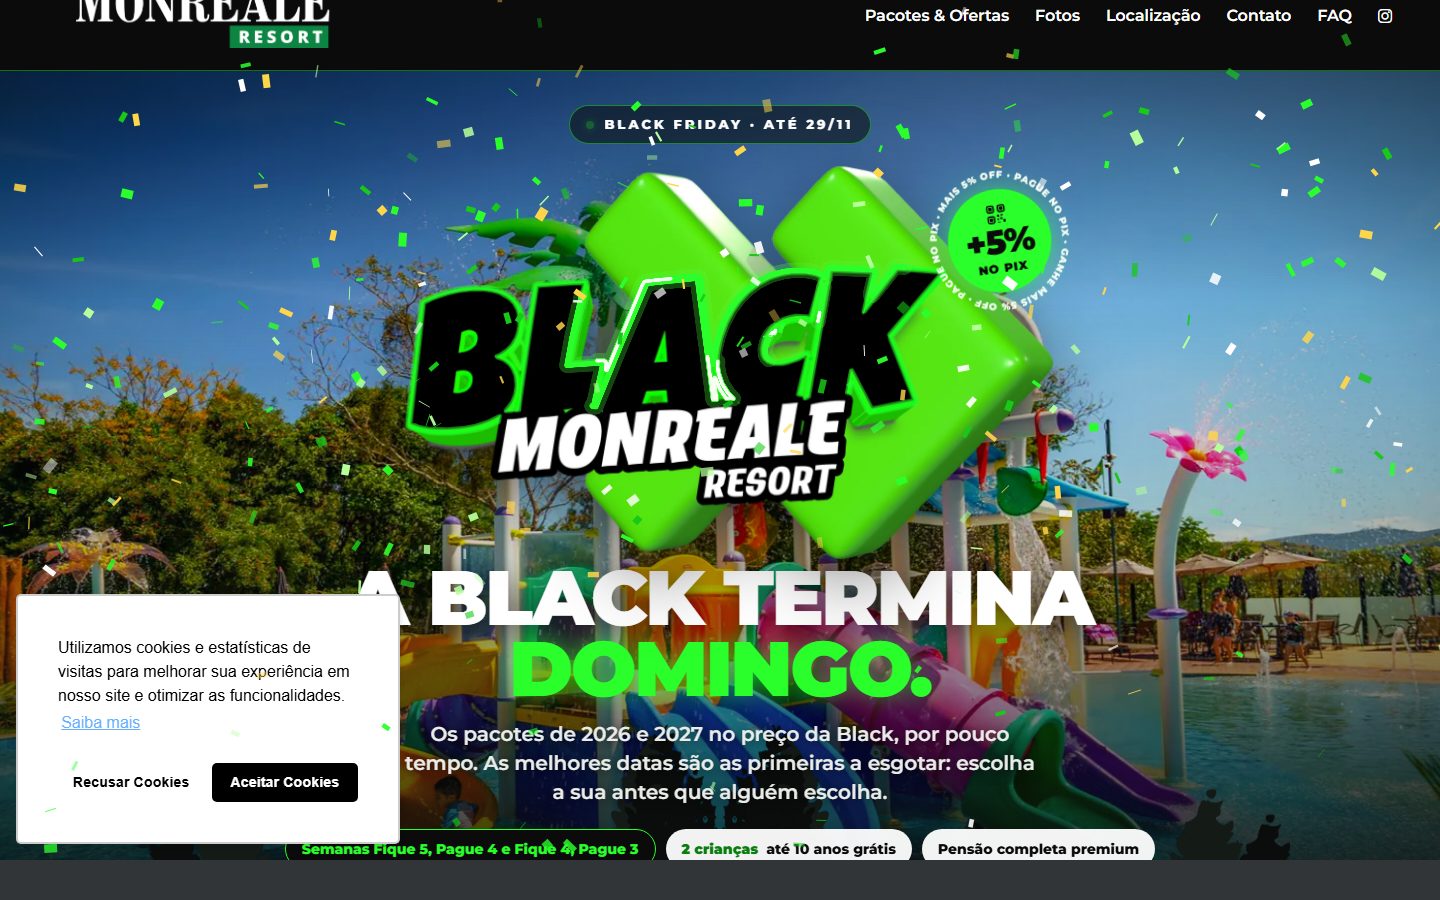 MONREALE
RESORT
Pacotes & Ofertas
Fotos
Localização
Contato
FAQ
BLACK FRIDAY · ATÉ 29/11
MAIS 5% OFF · PAGUE NO PIX · GANHE MAIS 5% OFF · PAGUE NO PIX ·
+5%
NO PIX
BLACK
MONREALE
RESORT
A BLACK TERMINA
DOMINGO.
Os pacotes de 2026 e 2027 no preço da Black, por pouco
tempo. As melhores datas são as primeiras a esgotar: escolha
a sua antes que alguém escolha.
Utilizamos cookies e estatísticas de
visitas para melhorar sua experiência em
nosso site e otimizar as funcionalidades.
Saiba mais
Recusar Cookies
Aceitar Cookies
Semanas Fique 5, Pague 4 e Fique 4, Pague 3
2 crianças até 10 anos grátis
Pensão completa premium